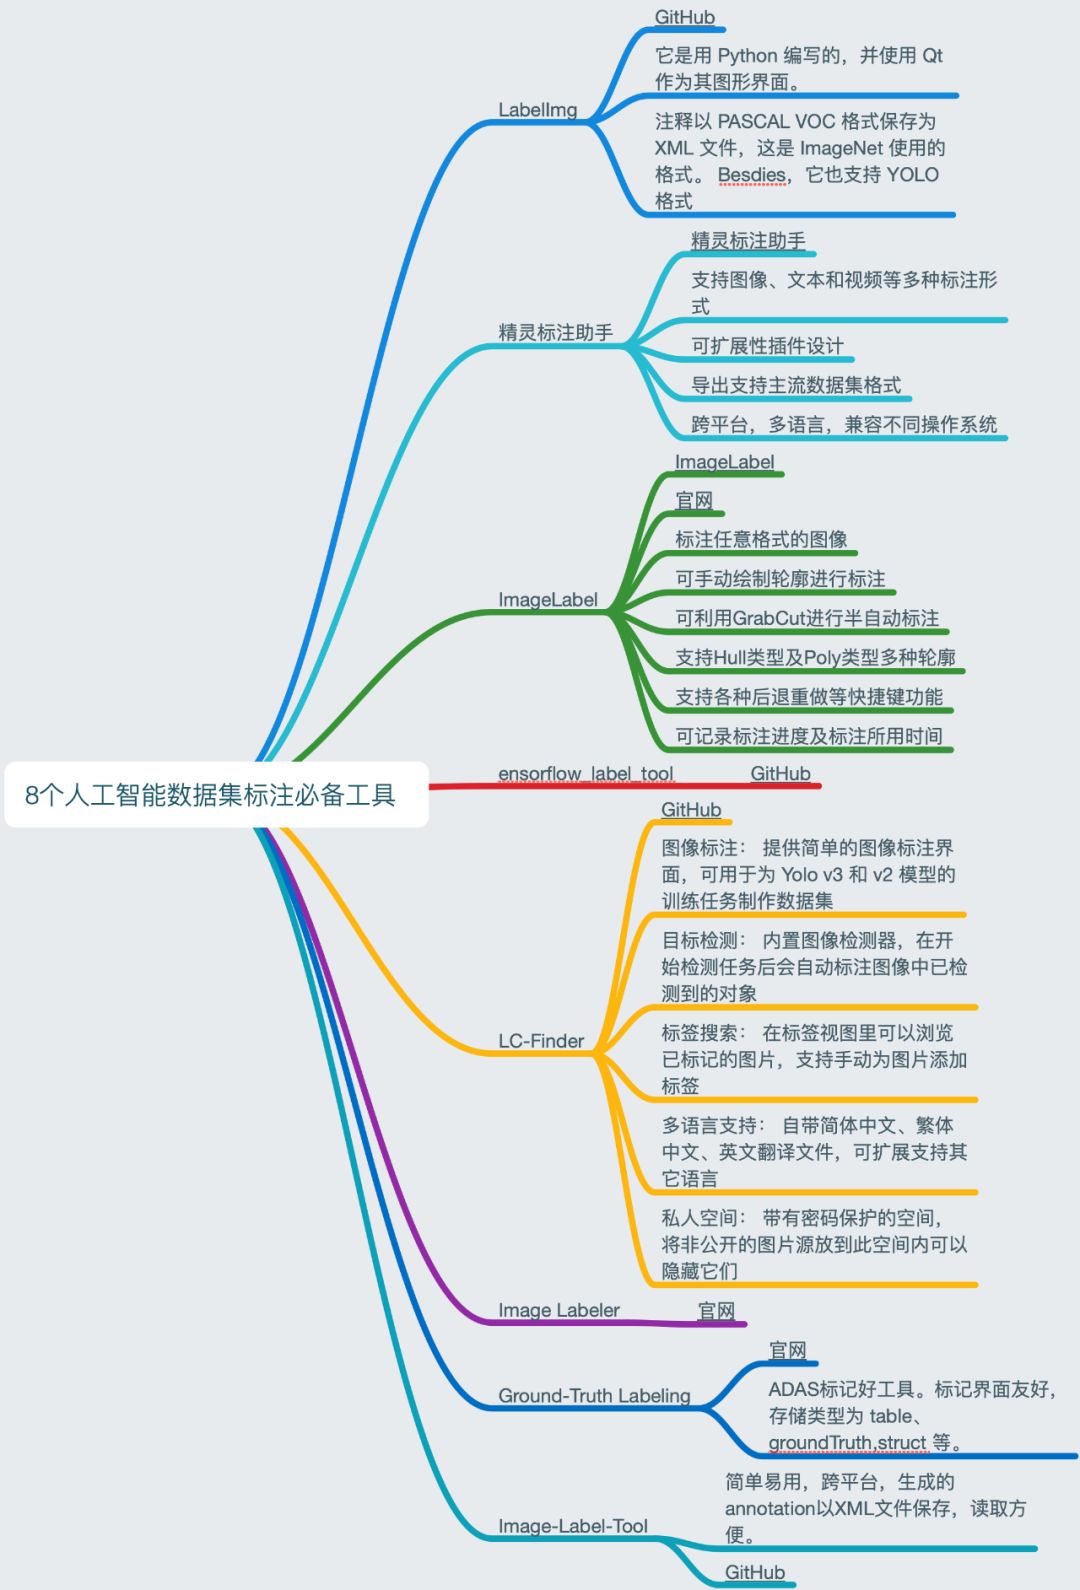 GitHub
它是用 Python 编写的，并使用 Qt
作为其图形界面。
LabelImg
注释以 PASCAL VOC 格式保存为
XML 文件，这是 ImageNet 使用的
格式。 Besdies，它也支持 YOLO
格式
精灵标注助手
支持图像、文本和视频等多种标注形
式
精灵标注助手
可扩展性插件设计
导出支持主流数据集格式
跨平台，多语言，兼容不同操作系统
ImageLabel
官网
标注任意格式的图像
可手动绘制轮廓进行标注
ImageLabel
可利用GrabCut进行半自动标注
支持Hull类型及Poly类型多种轮廓
支持各种后退重做等快捷键功能
可记录标注进度及标注所用时间
ensorflow_label_tool
GitHub
8个人工智能数据集标注必备工具
GitHub
图像标注： 提供简单的图像标注界
面，可用于为 Yolo v3 和 v2 模型的
训练任务制作数据集
目标检测： 内置图像检测器，在开
始检测任务后会自动标注图像中已检
测到的对象
LC-Finder
标签搜索： 在标签视图里可以浏览
已标记的图片，支持手动为图片添加
标签
多语言支持： 自带简体中文、繁体
中文、英文翻译文件，可扩展支持其
它语言
私人空间： 带有密码保护的空间，
将非公开的图片源放到此空间内可以
隐藏它们
Image Labeler
官网
官网
Ground-Truth Labeling
ADAS标记好工具。标记界面友好，
存储类型为 table、
groundTruth,struct 等。
简单易用，跨平台，生成的
annotation以XML文件保存，读取方
便。
Image-Label-Tool
GitHub